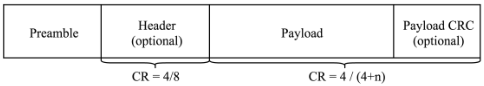 Preamble
Header
(optional)
Payload
Payload CRC
(optional)
CR = 4/8
CR = 4 / (4+n)